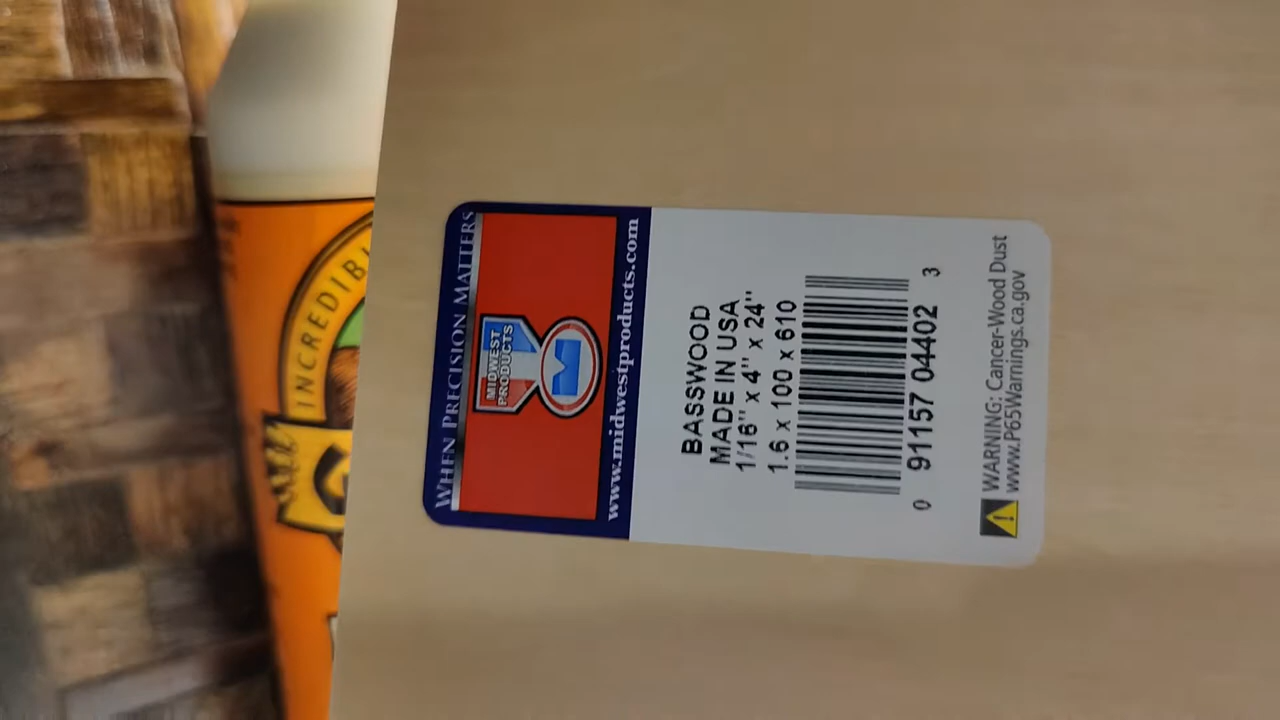 WHEN PRECISION MATTERS
MIDWEST
PRODUCTS
www.midwestproducts.com
BASSWOOD
MADE IN USA
1/16" x 4" x 24"
1.6 x 100 x 610
0 91157 04402 3
WARNING: Cancer-Wood Dust
www.P65Warnings.ca.gov